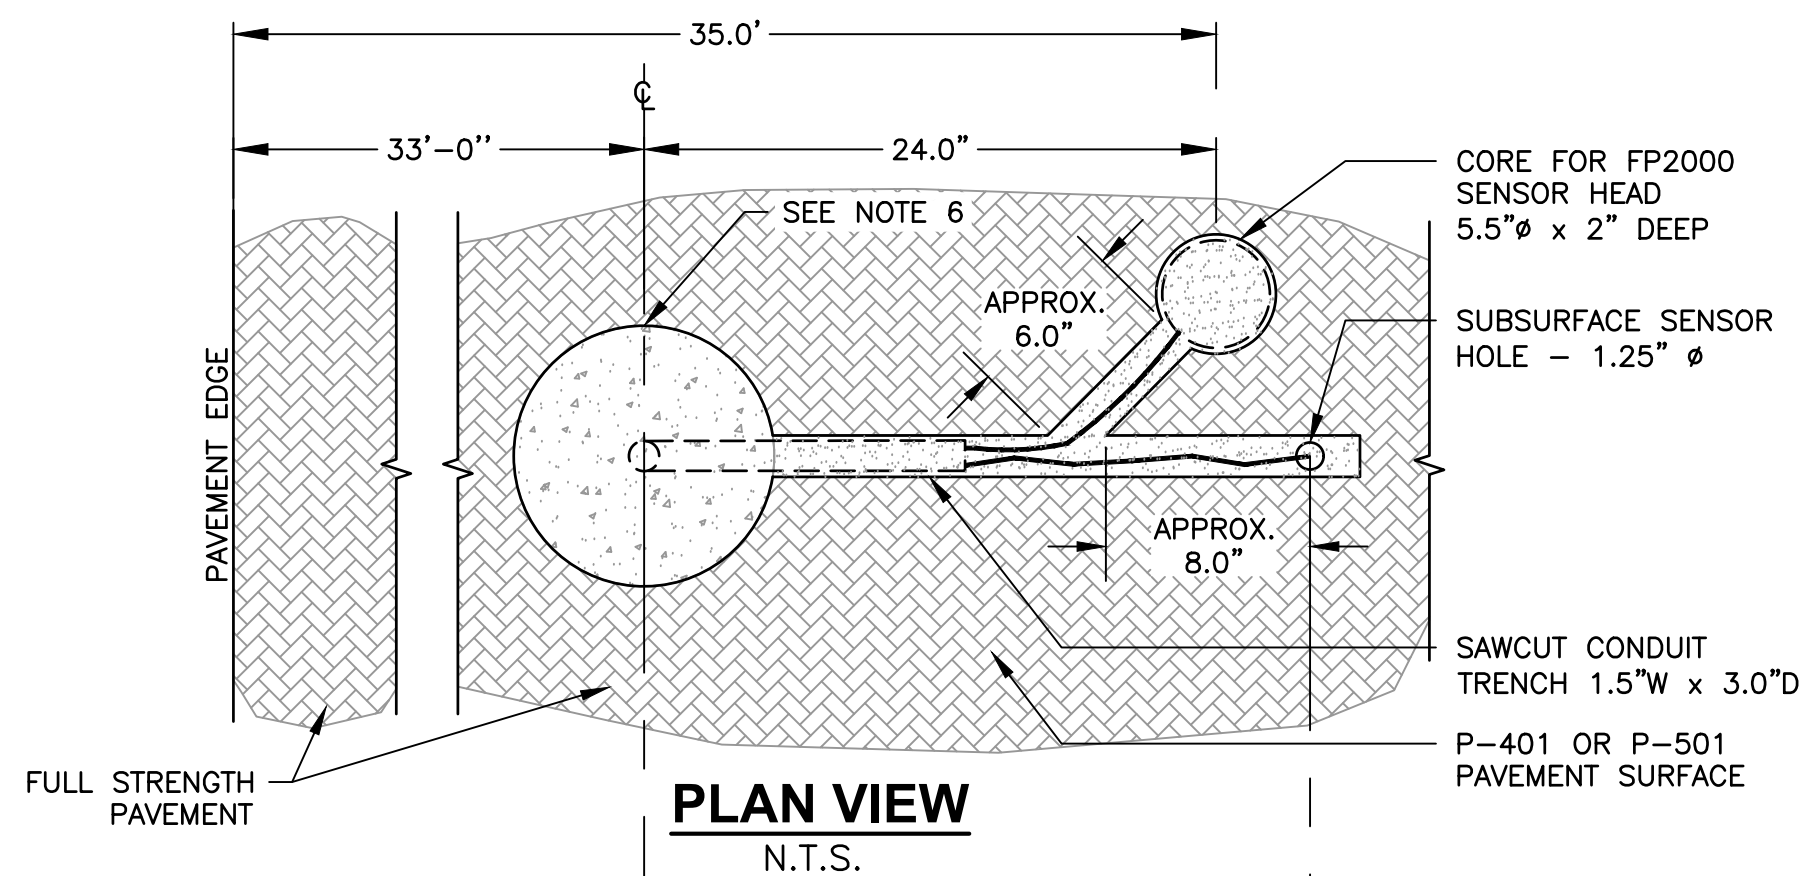 35.0'
℄
33'-0''
24.0"
SEE NOTE 6
CORE FOR FP2000
SENSOR HEAD
5.5"ø x 2" DEEP
APPROX.
6.0"
SUBSURFACE SENSOR
HOLE - 1.25" ø
PAVEMENT EDGE
APPROX.
8.0"
SAWCUT CONDUIT
TRENCH 1.5"W x 3.0"D
P-401 OR P-501
PAVEMENT SURFACE
FULL STRENGTH
PAVEMENT
PLAN VIEW
N.T.S.